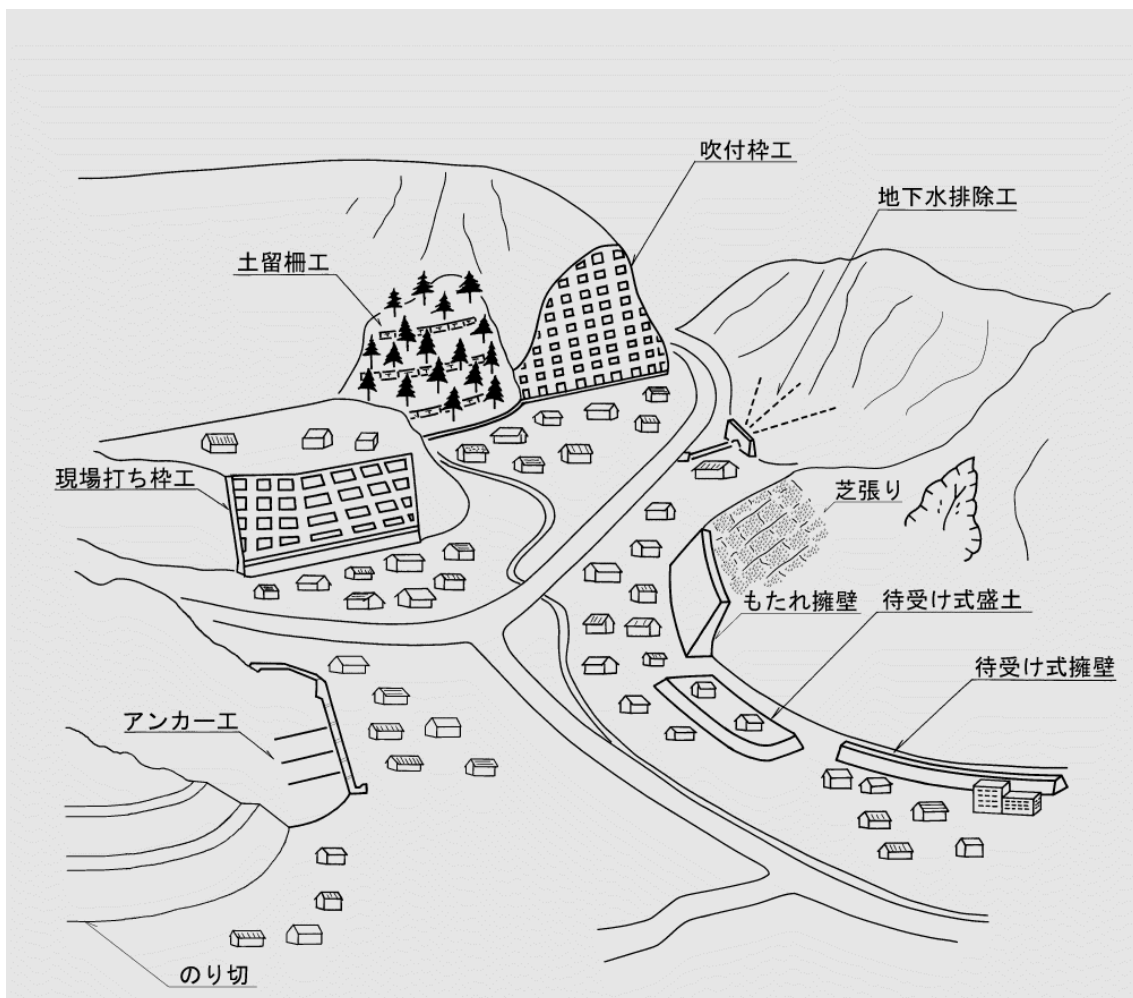 吹付枠工
地下水排除工
土留柵工
現場打ち枠工
芝張り
もたれ擁壁
待受け式盛土
待受け式擁壁
アンカー工
のり切